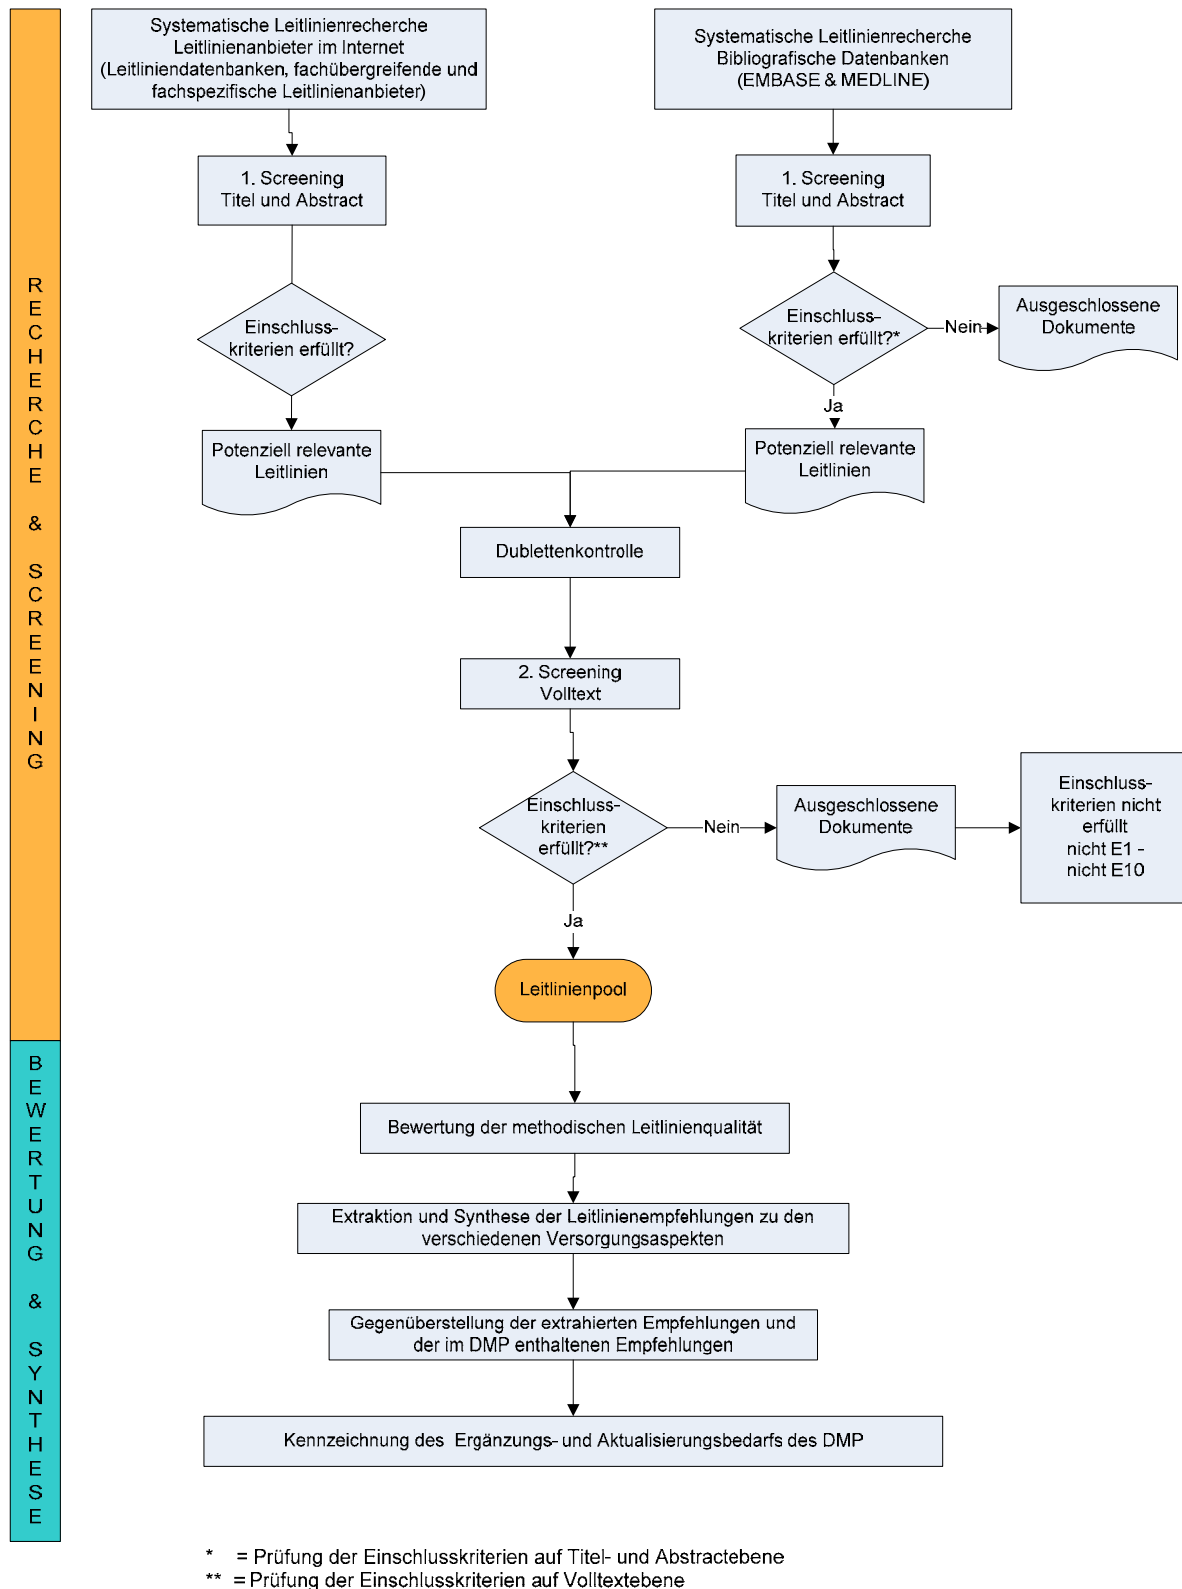 Systematische Leitlinienrecherche
Leitlinienanbieter im Internet
(Leitliniendatenbanken, fachübergreifende und
fachspezifische Leitlinienanbieter)
Systematische Leitlinienrecherche
Bibliografische Datenbanken
(EMBASE & MEDLINE)
1. Screening
Titel und Abstract
1. Screening
Titel und Abstract
Einschluss-
kriterien erfüllt?
Einschluss-
kriterien erfüllt?*
Nein
Ausgeschlossene
Dokumente
Ja
Potenziell relevante
Leitlinien
Potenziell relevante
Leitlinien
Dublettenkontrolle
2. Screening
Volltext
Einschluss-
kriterien
erfüllt?**
Nein
Ausgeschlossene
Dokumente
Einschluss-
kriterien nicht
erfüllt
nicht E1 -
nicht E10
Ja
Leitlinienpool
RECHERCHE & SCREENING
Bewertung der methodischen Leitlinienqualität
Extraktion und Synthese der Leitlinienempfehlungen zu den
verschiedenen Versorgungsaspekten
Gegenüberstellung der extrahierten Empfehlungen und
der im DMP enthaltenen Empfehlungen
Kennzeichnung des Ergänzungs- und Aktualisierungsbedarfs des DMP
BEWERTUNG & SYNTHESE
* = Prüfung der Einschlusskriterien auf Titel- und Abstractebene
** = Prüfung der Einschlusskriterien auf Volltextebene